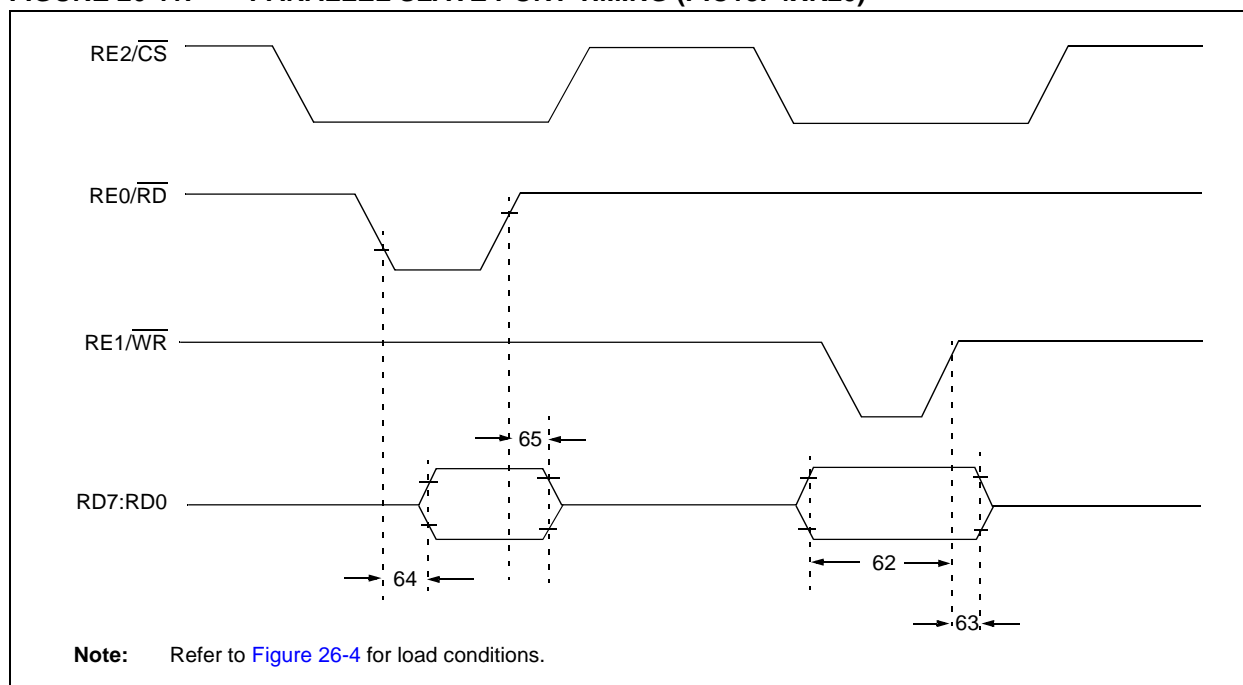 RE2/CS
RE0/RD
RE1/WR
65
RD7:RD0
62
64
63
Note: Refer to Figure 26-4 for load conditions.